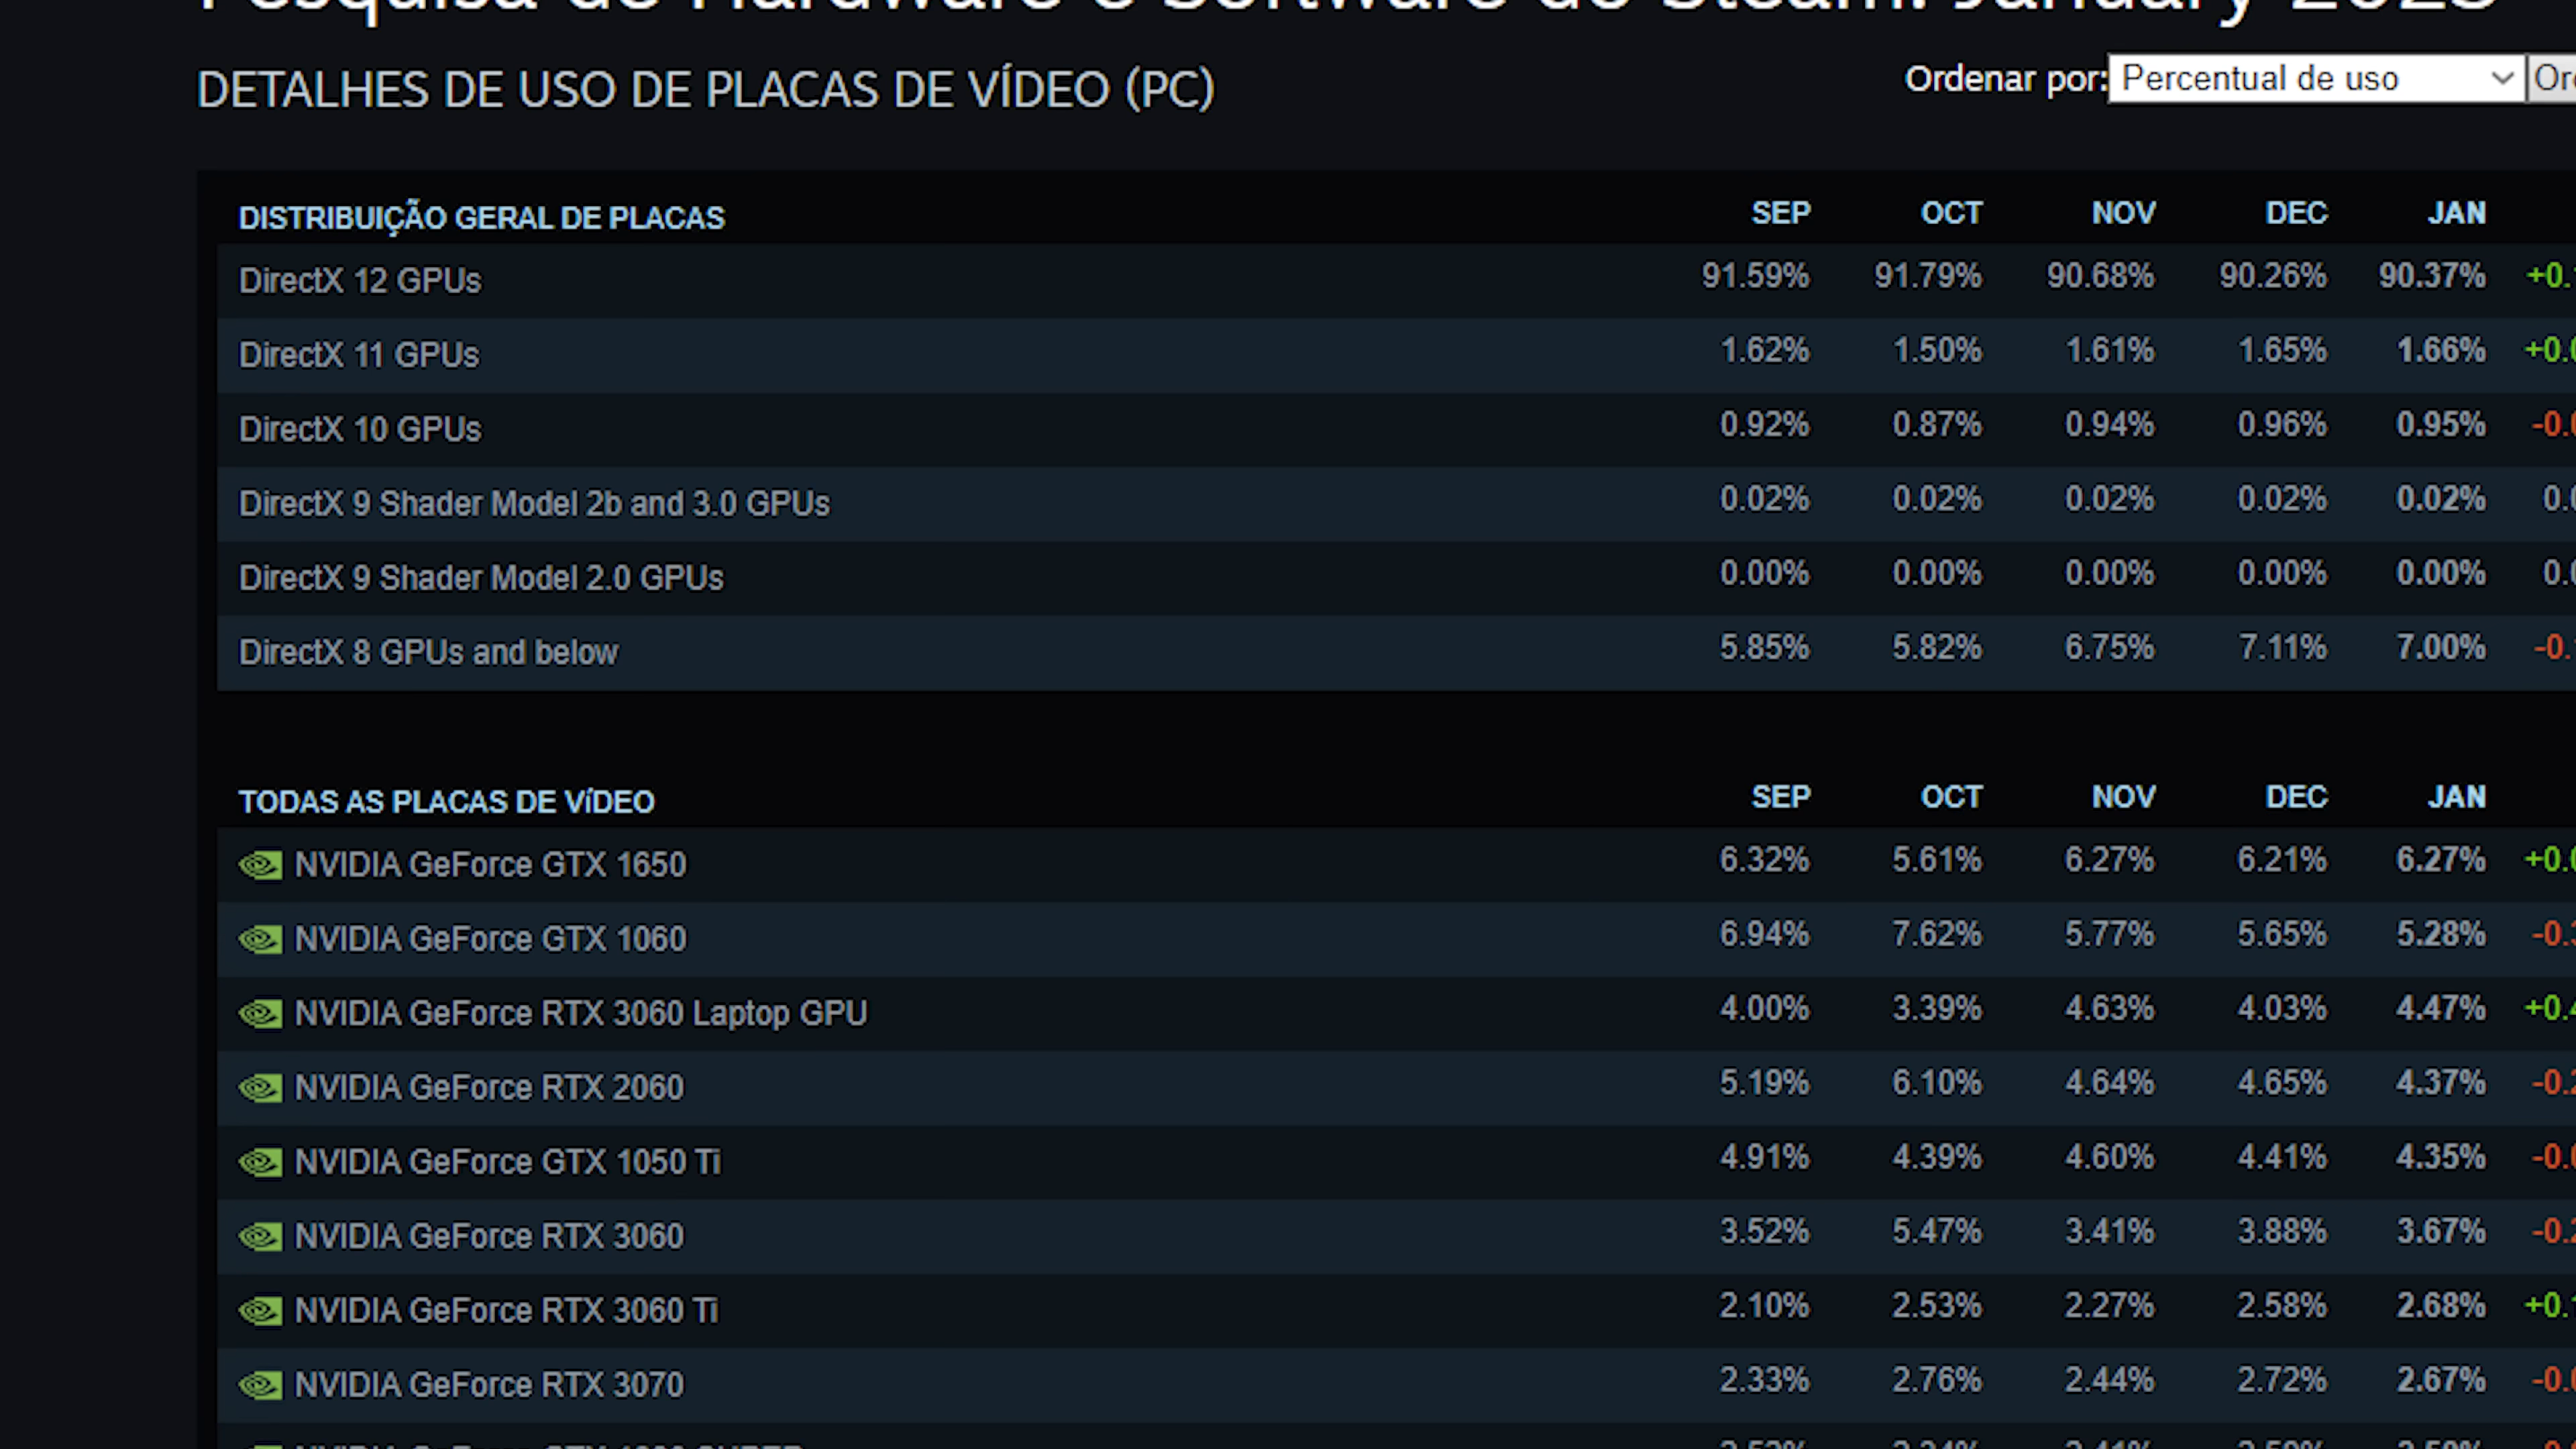 Pesquisa de Hardware e Software do Steam: January 2023
DETALHES DE USO DE PLACAS DE VÍDEO (PC)
Ordenar por: Percentual de uso
DISTRIBUIÇÃO GERAL DE PLACAS SEP OCT NOV DEC JAN
DirectX 12 GPUs 91.59% 91.79% 90.68% 90.26% 90.37%
DirectX 11 GPUs 1.62% 1.50% 1.61% 1.65% 1.66%
DirectX 10 GPUs 0.92% 0.87% 0.94% 0.96% 0.95%
DirectX 9 Shader Model 2b and 3.0 GPUs 0.02% 0.02% 0.02% 0.02% 0.02%
DirectX 9 Shader Model 2.0 GPUs 0.00% 0.00% 0.00% 0.00% 0.00%
DirectX 8 GPUs and below 5.85% 5.82% 6.75% 7.11% 7.00%
TODAS AS PLACAS DE VíDEO SEP OCT NOV DEC JAN
NVIDIA GeForce GTX 1650 6.32% 5.61% 6.27% 6.21% 6.27%
NVIDIA GeForce GTX 1060 6.94% 7.62% 5.77% 5.65% 5.28%
NVIDIA GeForce RTX 3060 Laptop GPU 4.00% 3.39% 4.63% 4.03% 4.47%
NVIDIA GeForce RTX 2060 5.19% 6.10% 4.64% 4.65% 4.37%
NVIDIA GeForce GTX 1050 Ti 4.91% 4.39% 4.60% 4.41% 4.35%
NVIDIA GeForce RTX 3060 3.52% 5.47% 3.41% 3.88% 3.67%
NVIDIA GeForce RTX 3060 Ti 2.10% 2.53% 2.27% 2.58% 2.68%
NVIDIA GeForce RTX 3070 2.33% 2.76% 2.44% 2.72% 2.67%